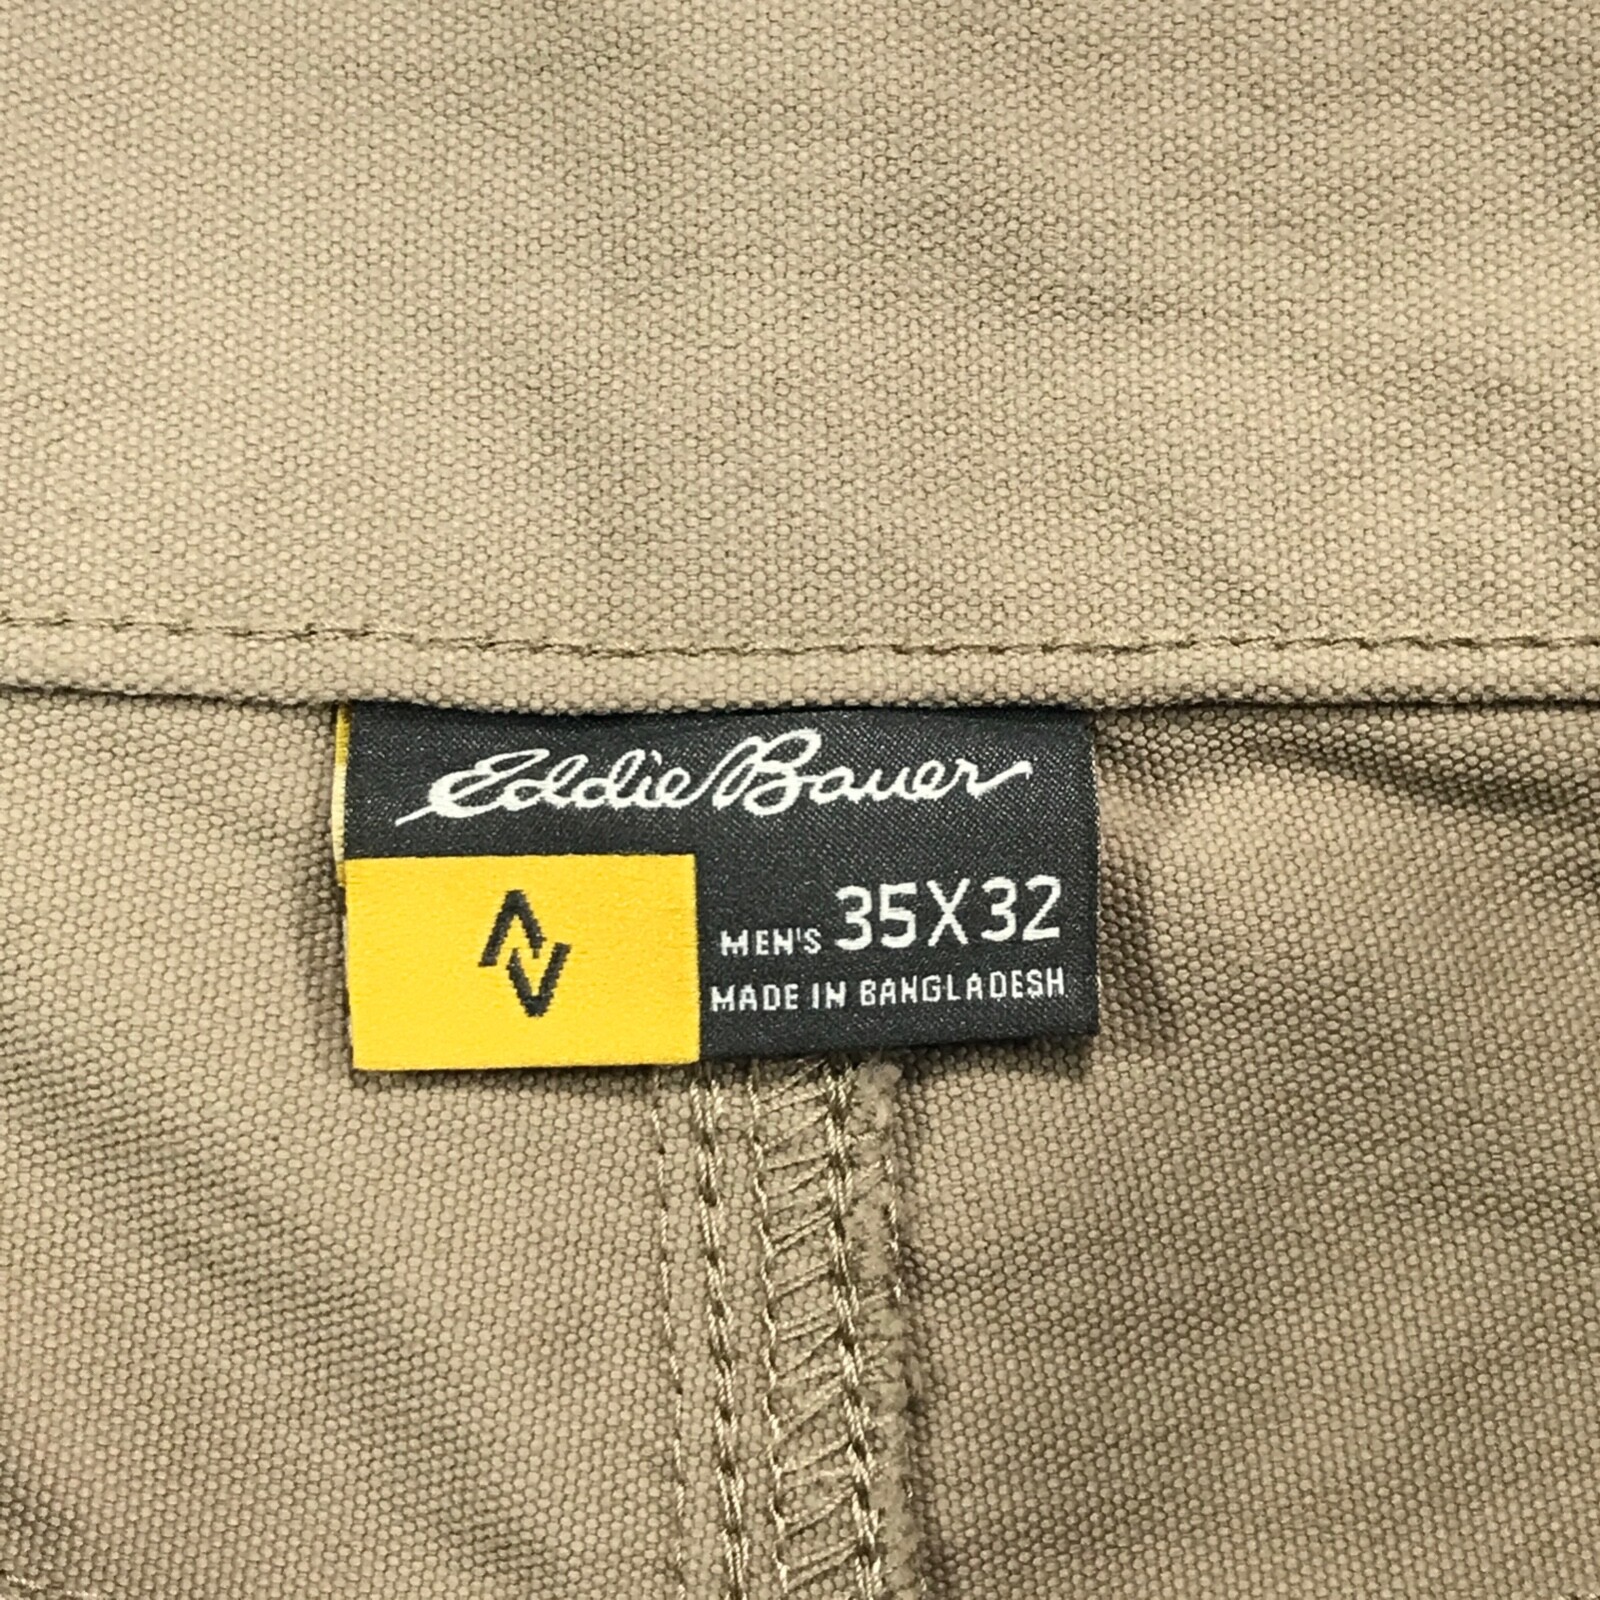 Eddie Bauer
MEN'S 35X32
MADE IN BANGLADESH